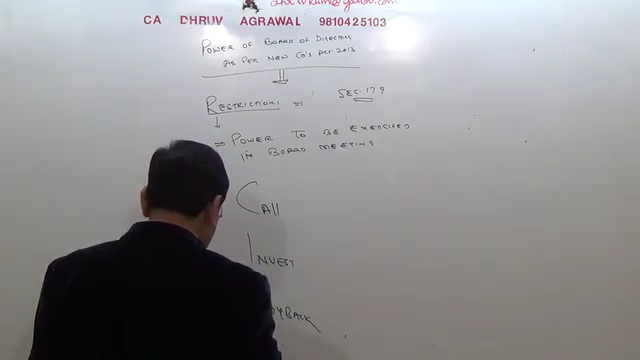 CA DHRUV AGRAWAL 9810425103
POWER OF BOARD OF DIRECTORS
AS PER NEW CO'S ACT 2013
RESTRICTIONS => SEC. 179
=> POWER TO BE EXERCISED
IN BOARD MEETING
CALL
INVEST